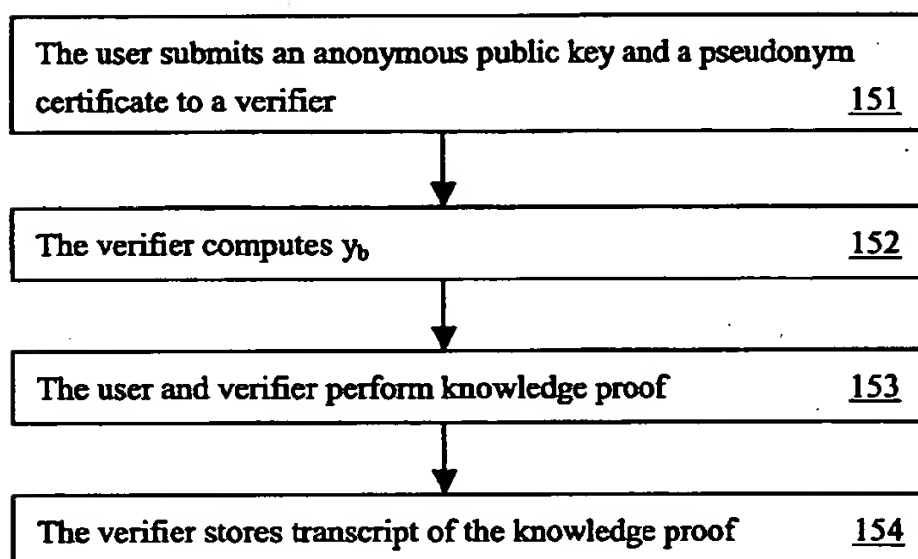 The user submits an anonymous public key and a pseudonym
certificate to a verifier 151
The verifier computes y_b 152
The user and verifier perform knowledge proof 153
The verifier stores transcript of the knowledge proof 154